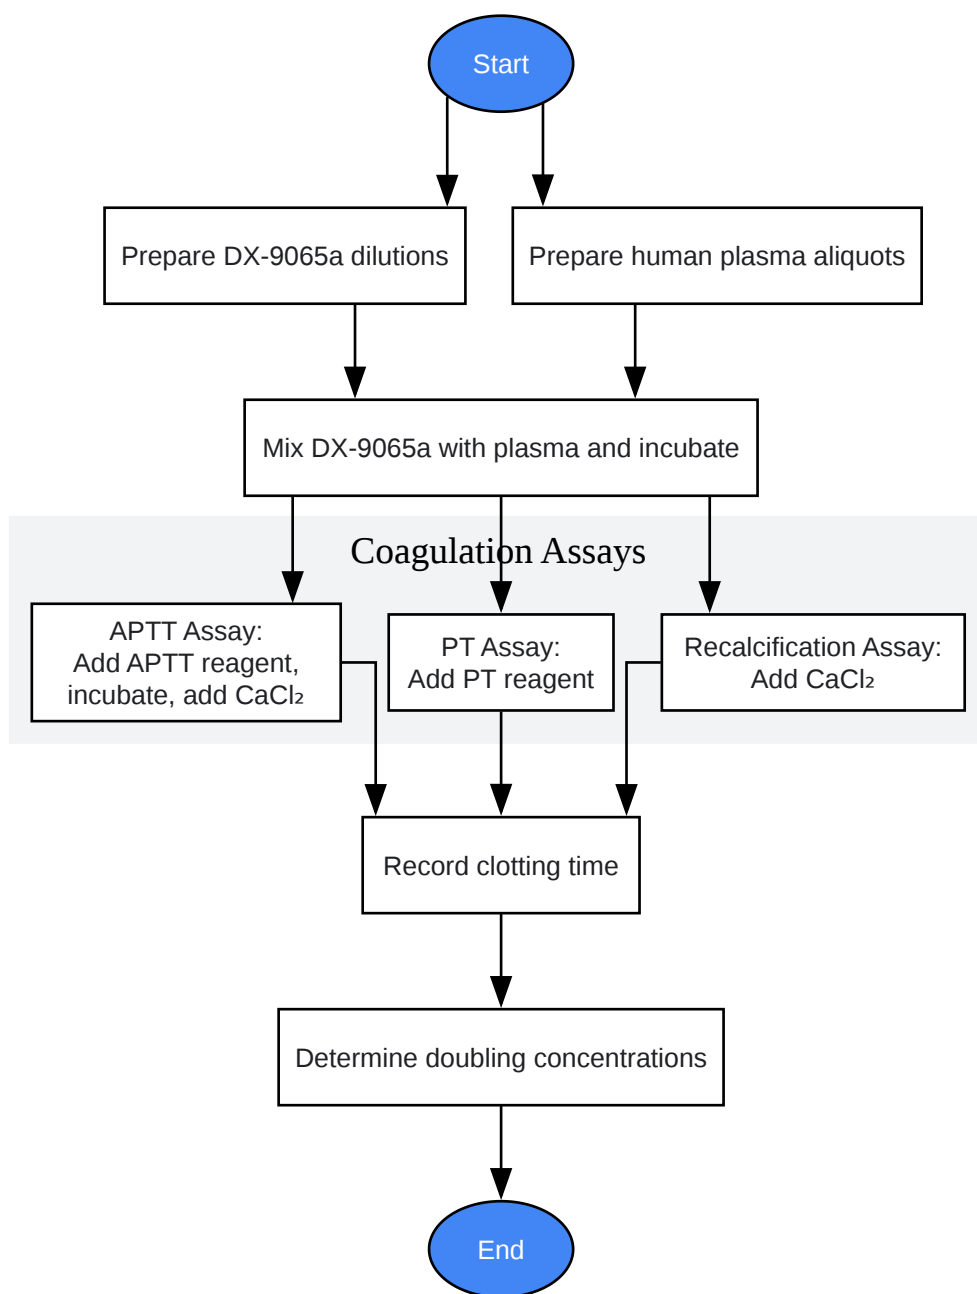 Start
Prepare DX-9065a dilutions
Prepare human plasma aliquots
Mix DX-9065a with plasma and incubate
Coagulation Assays
APTT Assay:
Add APTT reagent,
incubate, add CaCl₂
PT Assay:
Add PT reagent
Recalcification Assay:
Add CaCl₂
Record clotting time
Determine doubling concentrations
End